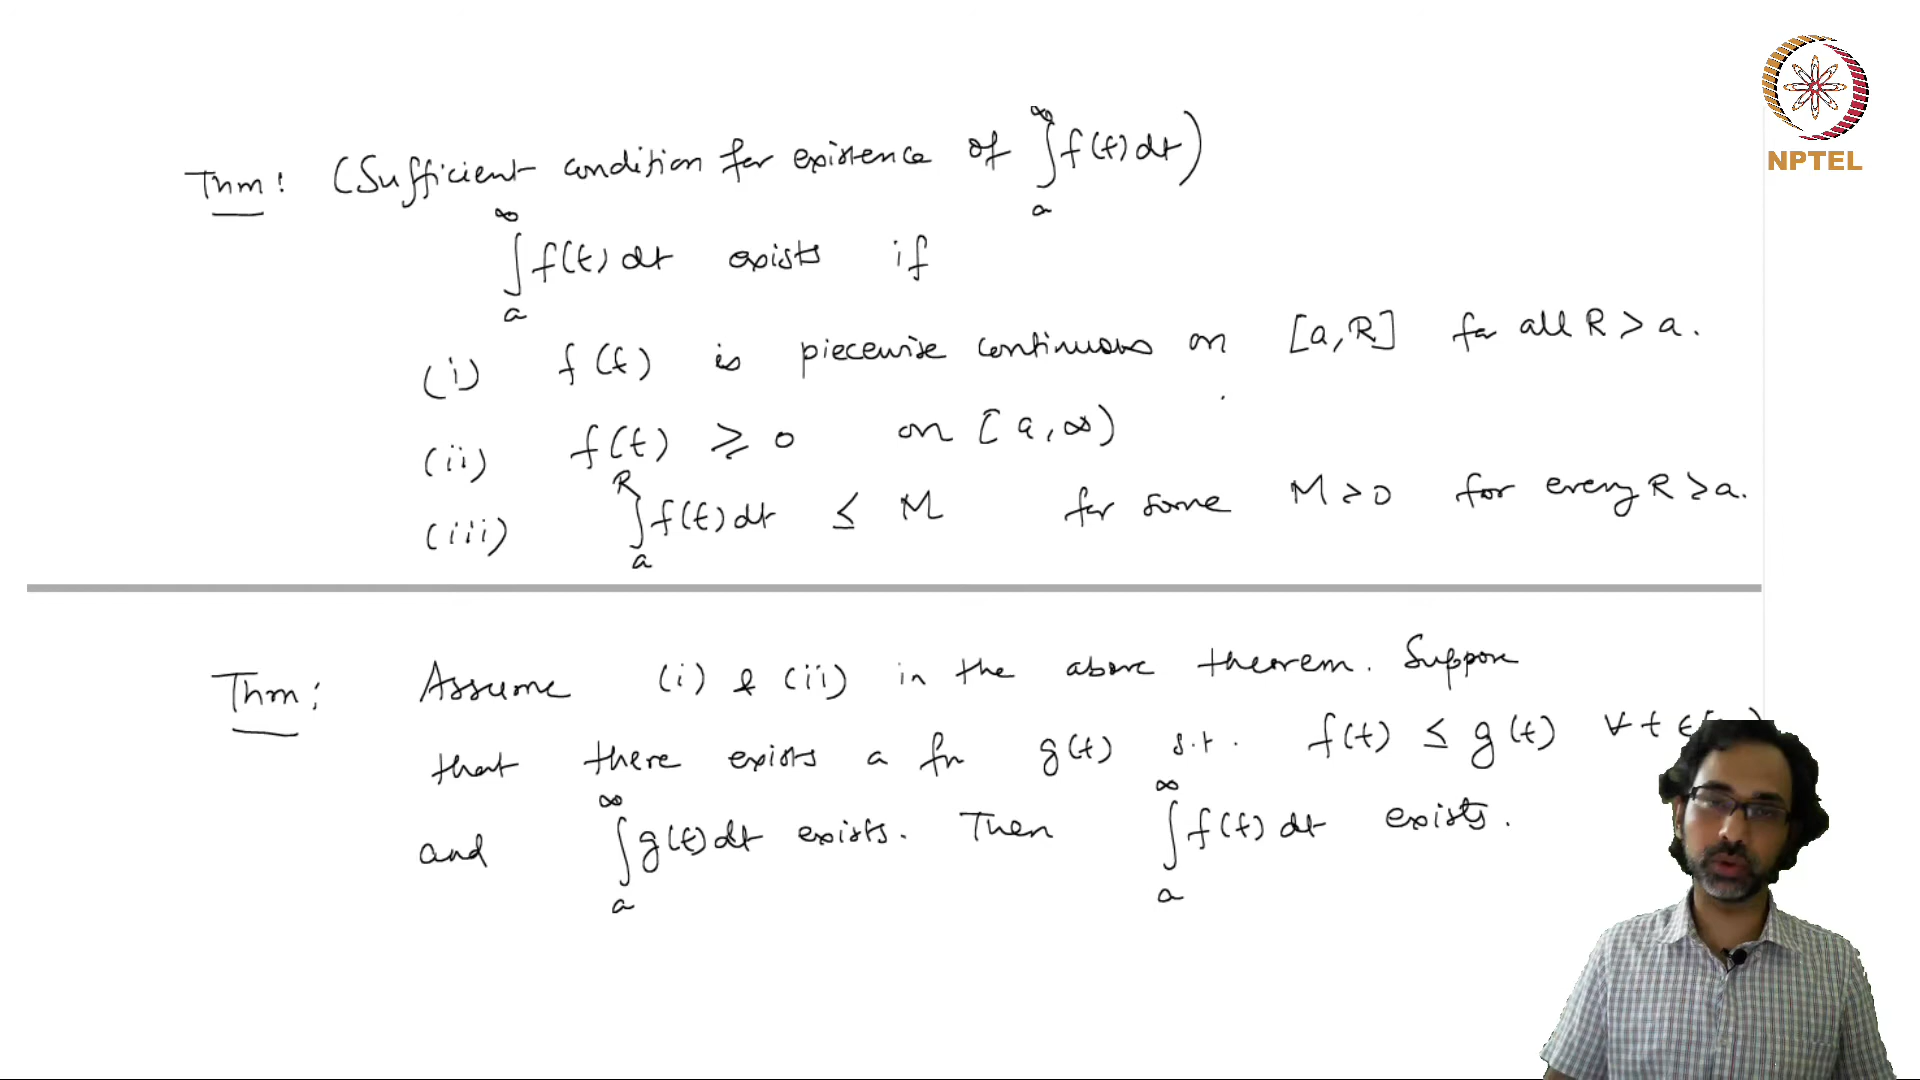 Thm: (Sufficient condition for existence of ∫_a^∞ f(t) dt)
∫_a^∞ f(t) dt exists if
(i) f(t) is piecewise continuous on [a, R] for all R > a.
(ii) f(t) ≥ 0 on [a, ∞)
(iii) ∫_a^R f(t) dt ≤ M for some M > 0 for every R ≥ a.
Thm: Assume (i) & (ii) in the above theorem. Suppose
that there exists a fn g(t) s.t. f(t) ≤ g(t) ∀ t ∈ [
and ∫_a^∞ g(t) dt exists. Then ∫_a^∞ f(t) dt exists.
NPTEL